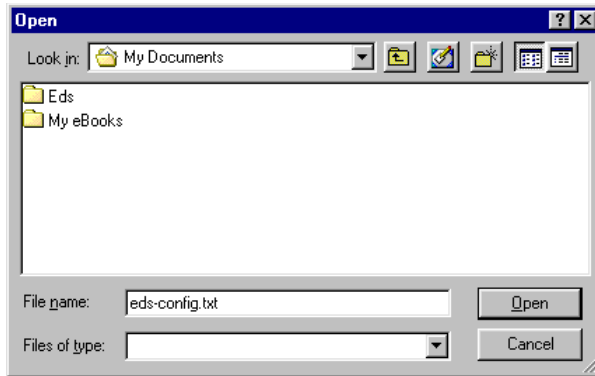 Open
Look in: My Documents
Eds
My eBooks
File name: eds-config.txt Open
Files of type: Cancel